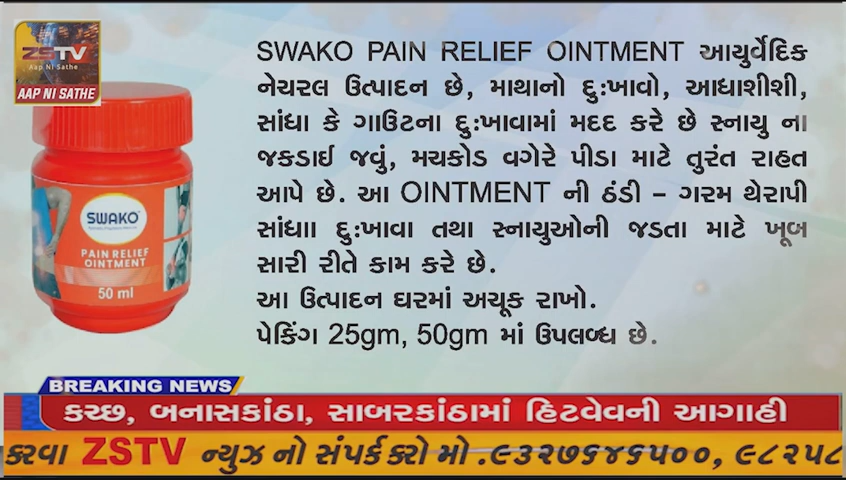 ZSTV
Aap Ni Sathe
AAP NI SATHE
SWAKO PAIN RELIEF OINTMENT આયુર્વેદિક
નેચરલ ઉત્પાદન છે, માથાનો દુઃખાવો, આધાશીશી,
સાંધા કે ગાઉટના દુઃખાવામાં મદદ કરે છે સ્નાયુ ના
જકડાઈ જવું, મચકોડ વગેરે પીડા માટે તુરંત રાહત
આપે છે. આ OINTMENT ની ઠંડી – ગરમ થેરાપી
સાંધાા દુઃખાવા તથા સ્નાયુઓની જડતા માટે ખૂબ
સારી રીતે કામ કરે છે.
આ ઉત્પાદન ઘરમાં અચૂક રાખો.
પેકિંગ 25gm, 50gm માં ઉપલબ્ધ છે.
SWAKO
PAIN RELIEF
OINTMENT
50 ml
BREAKING NEWS
કચ્છ, બનાસકાંઠા, સાબરકાંઠામાં હિટવેવની આગાહી
કરવા ZSTV ન્યુઝ નો સંપર્ક કરો મો .૯૩૨૭૬૪૬૫૦૦, ૯૮૨૫૮